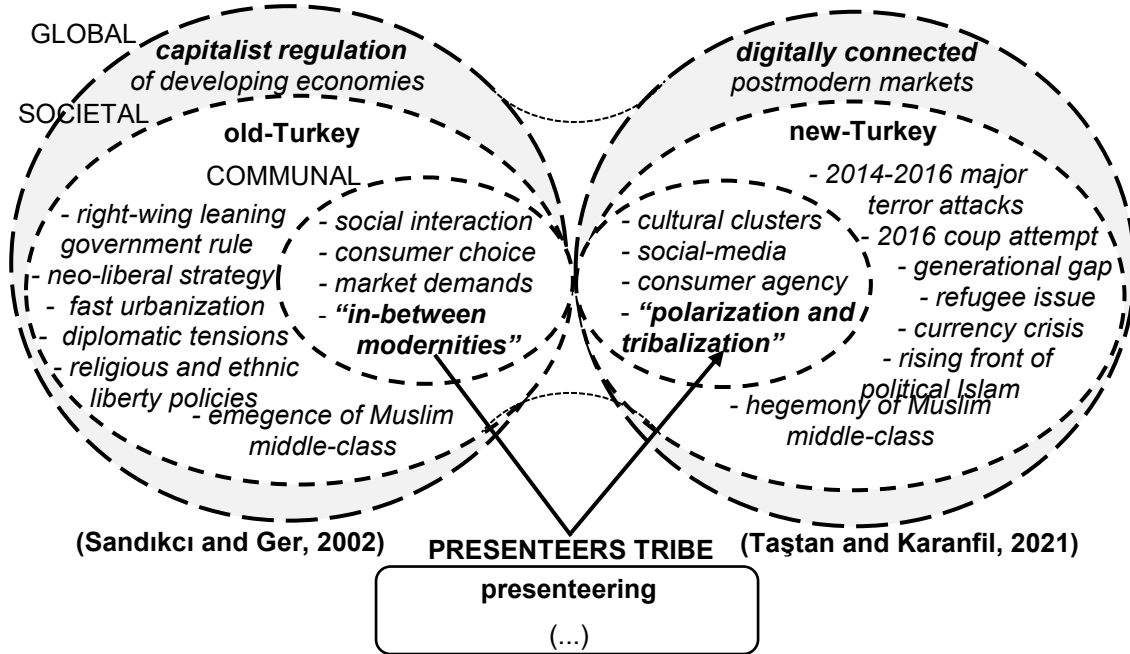 GLOBAL
SOCIETAL
capitalist regulation
of developing economies
old-Turkey
COMMUNAL
- right-wing leaning
government rule
- neo-liberal strategy
- fast urbanization
- diplomatic tensions
- religious and ethnic
liberty policies
- emegence of Muslim
middle-class
- social interaction
- consumer choice
- market demands
- “in-between
modernities”
(Sandıkcı and Ger, 2002)
digitally connected
postmodern markets
new-Turkey
- cultural clusters
- social-media
- consumer agency
- “polarization and
tribalization”
- 2014-2016 major
terror attacks
- 2016 coup attempt
- generational gap
- refugee issue
- currency crisis
- rising front of
political Islam
- hegemony of Muslim
middle-class
(Taştan and Karanfil, 2021)
PRESENTEERS TRIBE
presenteering
(...)